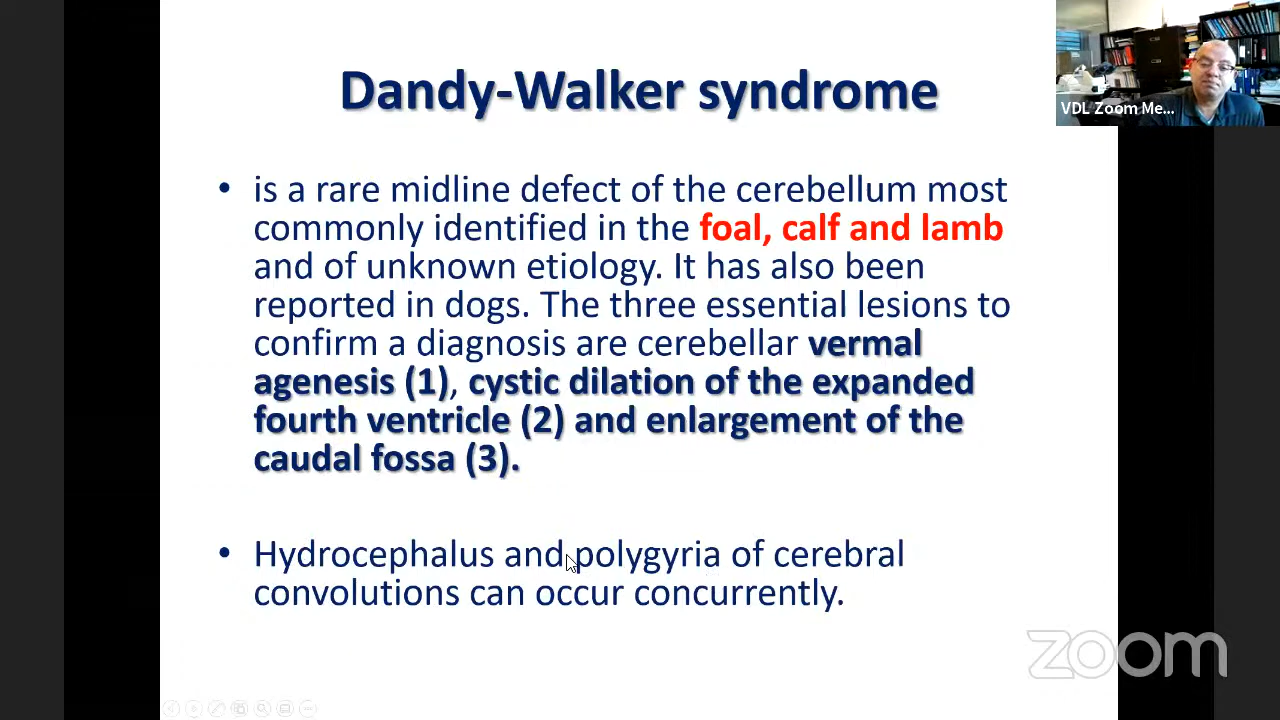 Dandy-Walker syndrome
VDL Zoom Me...
• is a rare midline defect of the cerebellum most
commonly identified in the foal, calf and lamb
and of unknown etiology. It has also been
reported in dogs. The three essential lesions to
confirm a diagnosis are cerebellar vermal
agenesis (1), cystic dilation of the expanded
fourth ventricle (2) and enlargement of the
caudal fossa (3).
• Hydrocephalus and polygyria of cerebral
convolutions can occur concurrently.
zoom